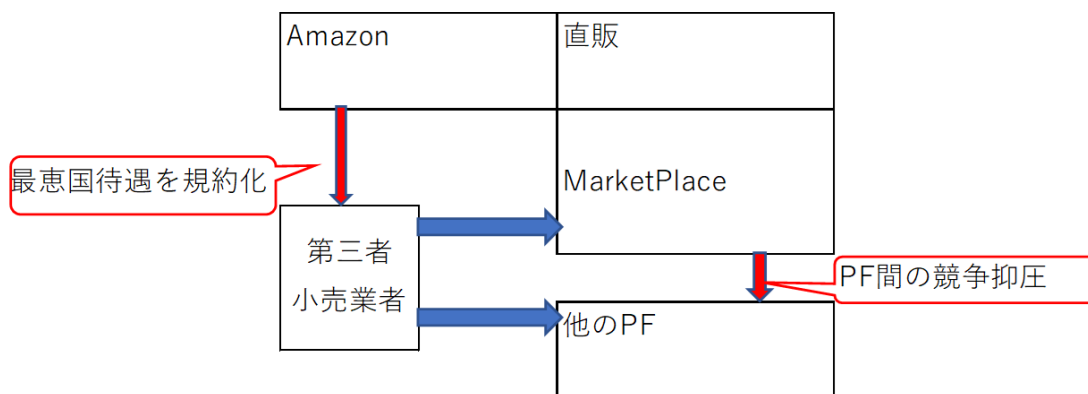 Amazon
直販
最恵国待遇を規約化
MarketPlace
第三者
小売業者
PF間の競争抑圧
他のPF